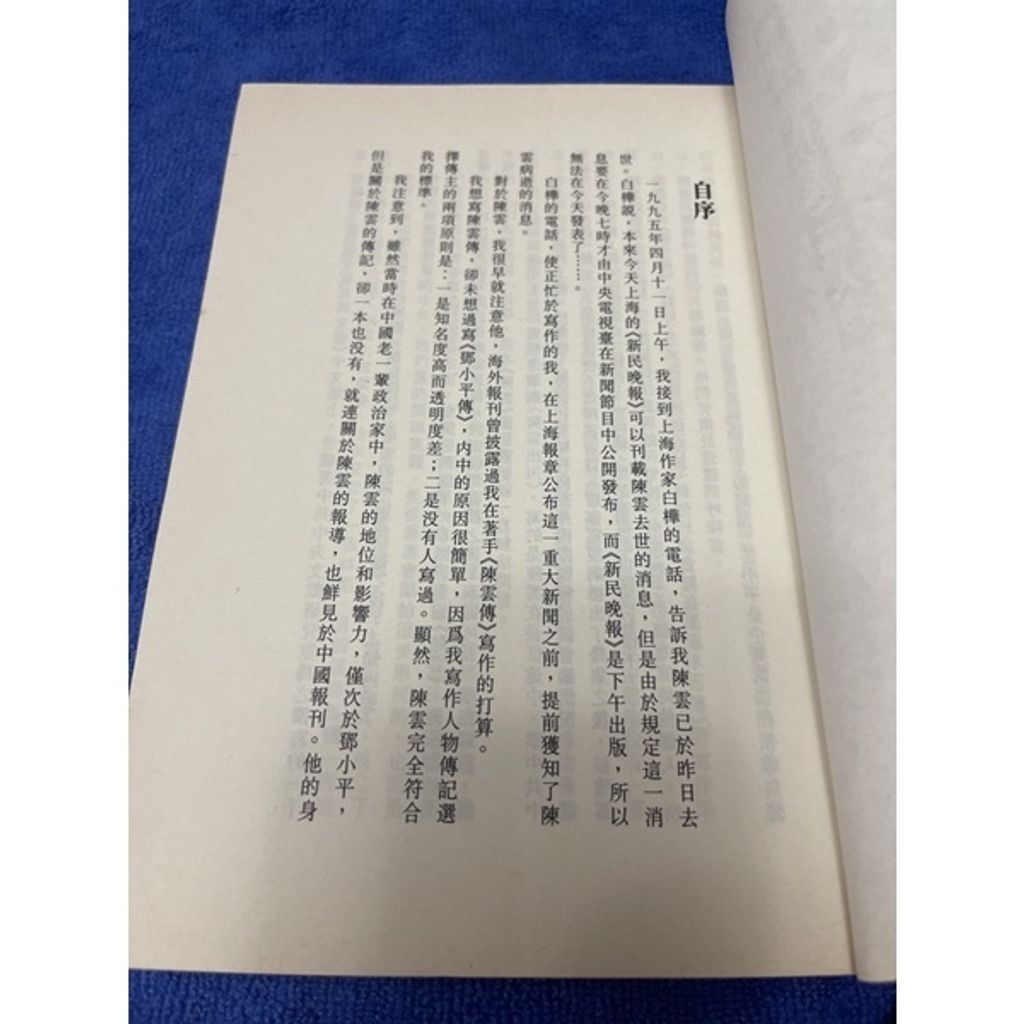 自序
一九九五年四月十一日上午，我接到上海作家白樺的電話，告訴我陳雲已於昨日去
世。白樺說，本來今天上海的《新民晚報》可以刊載陳雲去世的消息，但是由於規定這一消
息要在今晚七時才由中央電視臺在新聞節目中公開發布，而《新民晚報》是下午出版，所以
無法在今天發表了……。
白樺的電話，使正忙於寫作的我，在上海報章公布這一重大新聞之前，提前獲知了陳
雲病逝的消息。
對於陳雲，我很早就注意他，海外報刊曾披露過我在著手《陳雲傳》寫作的打算。
我想寫陳雲傳，卻未想過寫《鄧小平傳》，内中的原因很簡單，因爲我寫作人物傳記選
擇傳主的兩項原則是：一是知名度高而透明度差；二是没有人寫過。顯然，陳雲完全符合
我的標準。
我注意到，雖然當時在中國老一輩政治家中，陳雲的地位和影響力，僅次於鄧小平，
但是關於陳雲的傳記，卻一本也没有，就連關於陳雲的報導，也鮮見於中國報刊。他的身